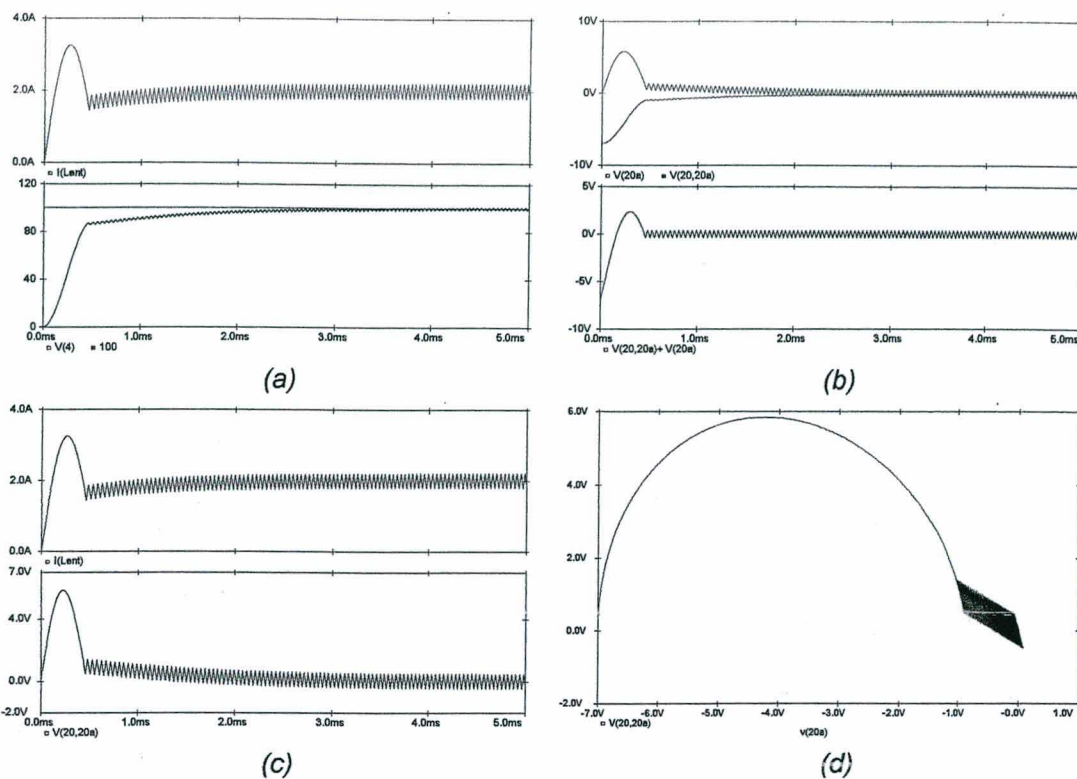 4.0A
2.0A
0.0A
▫ I(Lent)
120
80
40
0
0.0ms 1.0ms 2.0ms 3.0ms 4.0ms 5.0ms
▫ V(4) ▪ 100
(a)
10V
0V
-10V
▫ V(20a) ▪ V(20,20a)
5V
0V
-5V
-10V
0.0ms 1.0ms 2.0ms 3.0ms 4.0ms 5.0ms
▫ V(20,20a)+ V(20a)
(b)
4.0A
2.0A
0.0A
▫ I(Lent)
7.0V
4.0V
0.0V
-2.0V
0.0ms 1.0ms 2.0ms 3.0ms 4.0ms 5.0ms
▫ V(20,20a)
(c)
6.0V
4.0V
2.0V
0.0V
-2.0V
-7.0V -6.0V -5.0V -4.0V -3.0V -2.0V -1.0V -0.0V 1.0V
▫ V(20,20a)
v(20a)
(d)